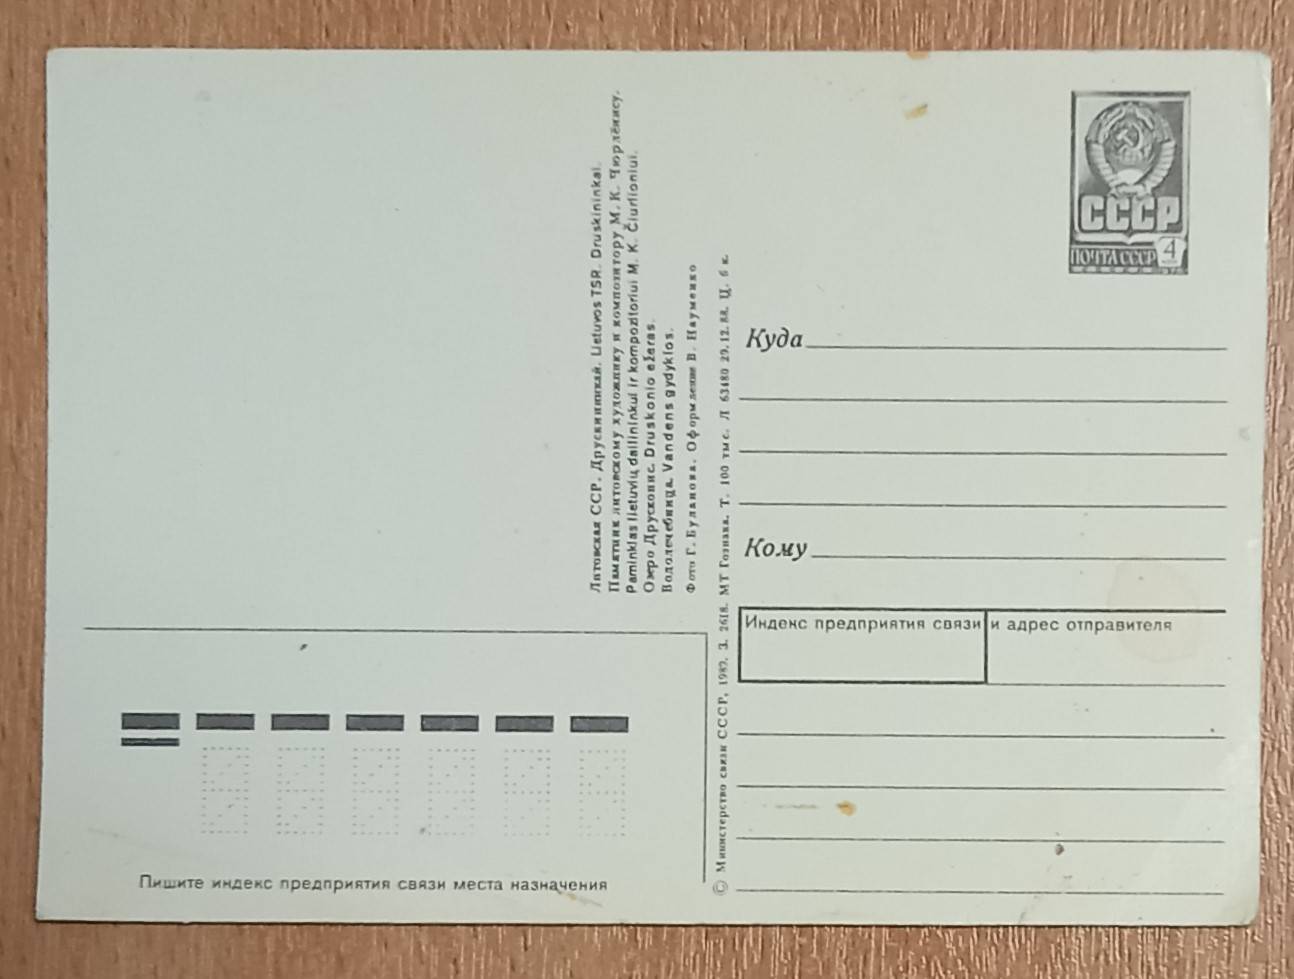 Литовская ССР. Друскининкай. Lietuvos TSR. Druskininkai.
Памятник литовскому художнику и композитору М. К. Чюрлёнису.
Paminklas lietuvių dailininkui ir kompozitoriui M. K. Čiurlioniui.
Озеро Друсконис. Druskonio ežeras.
Водолечебница. Vandens gydyklos.
Фото Г. Буланова. Оформление В. Науменко
© Министерство связи СССР, 1989. З. 2618. МТ Гознака. Т. 100 тыс. Л 63480 29.12.88. Ц. 6 к.
СССР
ПОЧТА СССР 4
Куда
Кому
Индекс предприятия связи и адрес отправителя
Пишите индекс предприятия связи места назначения